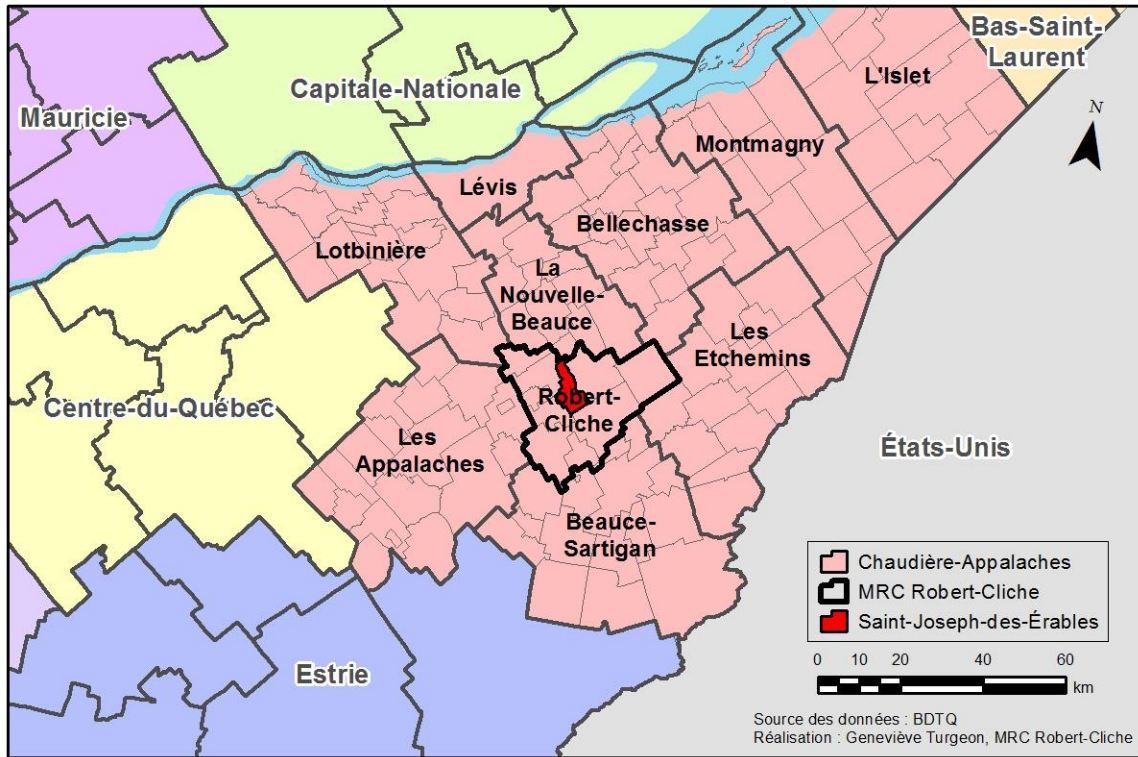 Bas-Saint-
Laurent
L'Islet
Capitale-Nationale
Mauricie
N
Montmagny
Lévis
Bellechasse
Lotbinière
La
Nouvelle-
Beauce
Les
Etchemins
Robert-
Cliche
Centre-du-Québec
Les
Appalaches
États-Unis
Beauce-
Sartigan
Estrie
Chaudière-Appalaches
MRC Robert-Cliche
Saint-Joseph-des-Érables
0 10 20 40 60
km
Source des données : BDTQ
Réalisation : Geneviève Turgeon, MRC Robert-Cliche